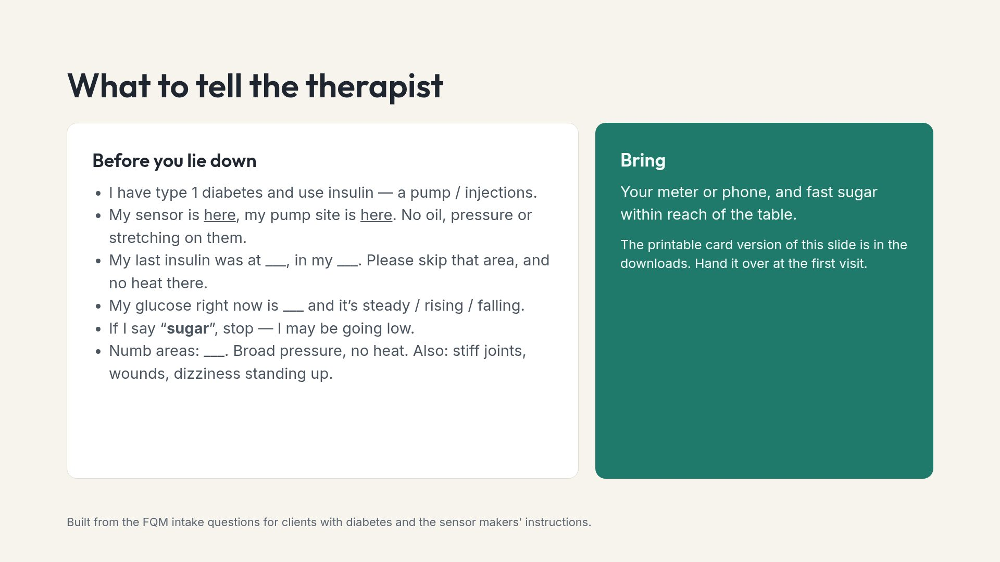 What to tell the therapist
Before you lie down
• I have type 1 diabetes and use insulin — a pump / injections.
• My sensor is here, my pump site is here. No oil, pressure or
stretching on them.
• My last insulin was at ___, in my ___. Please skip that area, and
no heat there.
• My glucose right now is ___ and it’s steady / rising / falling.
• If I say “sugar”, stop — I may be going low.
• Numb areas: ___. Broad pressure, no heat. Also: stiff joints,
wounds, dizziness standing up.
Bring
Your meter or phone, and fast sugar
within reach of the table.
The printable card version of this slide is in the
downloads. Hand it over at the first visit.
Built from the FQM intake questions for clients with diabetes and the sensor makers’ instructions.